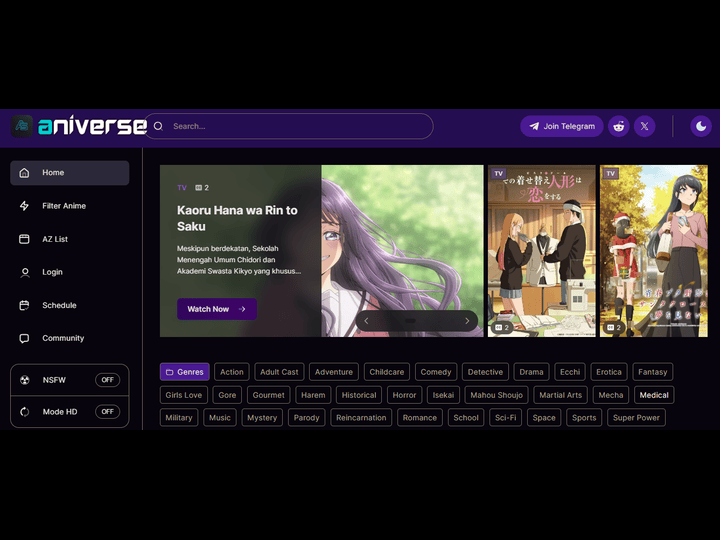 aniverse
Search...
Join Telegram
Home
Filter Anime
AZ List
Login
Schedule
Community
NSFW OFF
Mode HD OFF
TV 2
Kaoru Hana wa Rin to
Saku
Meskipun berdekatan, Sekolah
Menengah Umum Chidori dan
Akademi Swasta Kikyo yang khusus...
Watch Now
TV
その着せ替え人形は
恋をする
2
TV
2
Genres Action Adult Cast Adventure Childcare Comedy Detective Drama Ecchi Erotica Fantasy
Girls Love Gore Gourmet Harem Historical Horror Isekai Mahou Shoujo Martial Arts Mecha Medical
Military Music Mystery Parody Reincarnation Romance School Sci-Fi Space Sports Super Power